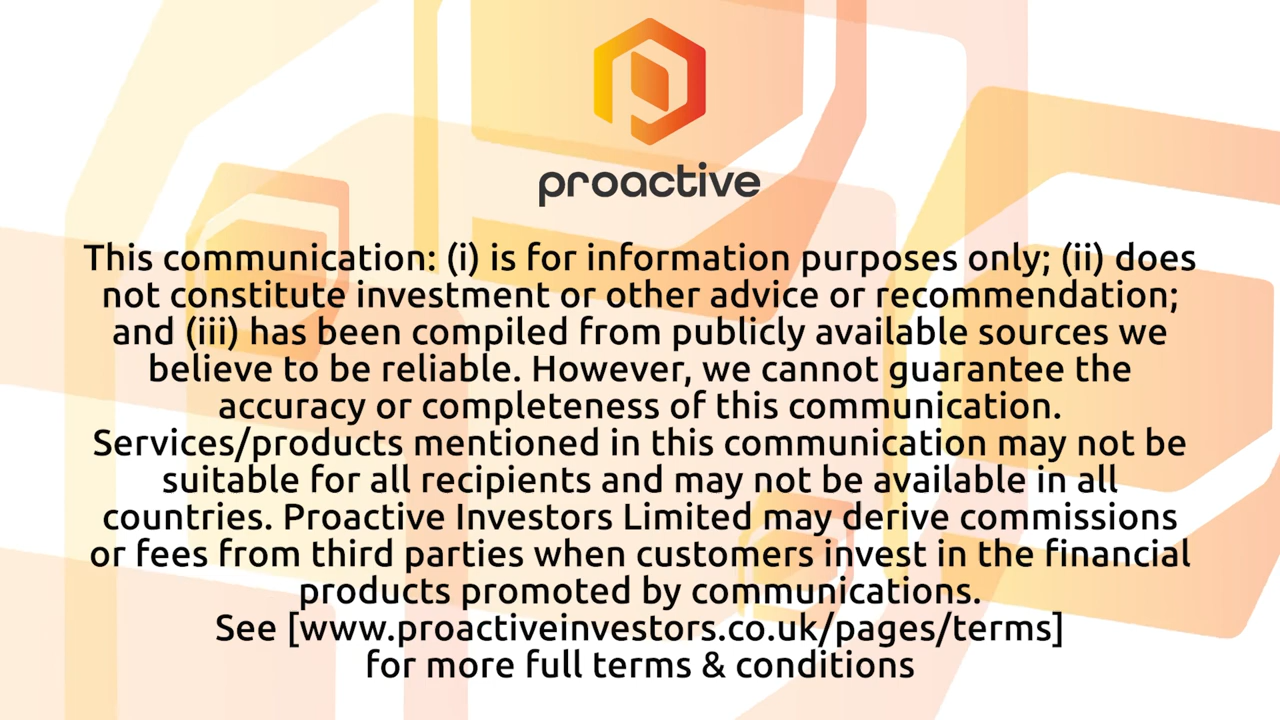 proactive
This communication: (i) is for information purposes only; (ii) does
not constitute investment or other advice or recommendation;
and (iii) has been compiled from publicly available sources we
believe to be reliable. However, we cannot guarantee the
accuracy or completeness of this communication.
Services/products mentioned in this communication may not be
suitable for all recipients and may not be available in all
countries. Proactive Investors Limited may derive commissions
or fees from third parties when customers invest in the financial
products promoted by communications.
See [www.proactiveinvestors.co.uk/pages/terms]
for more full terms & conditions